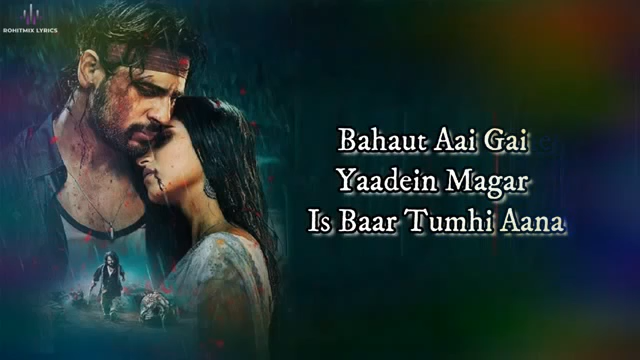 ROHITMIX LYRICS
Bahaut Aai Gai
Yaadein Magar
Is Baar Tumhi Aana